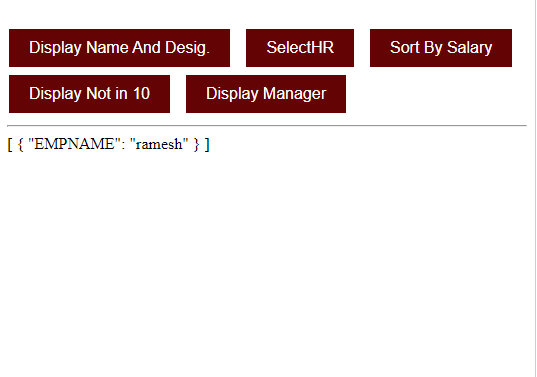 Display Name And Desig. SelectHR Sort By Salary
Display Not in 10 Display Manager
[ { "EMPNAME": "ramesh" } ]